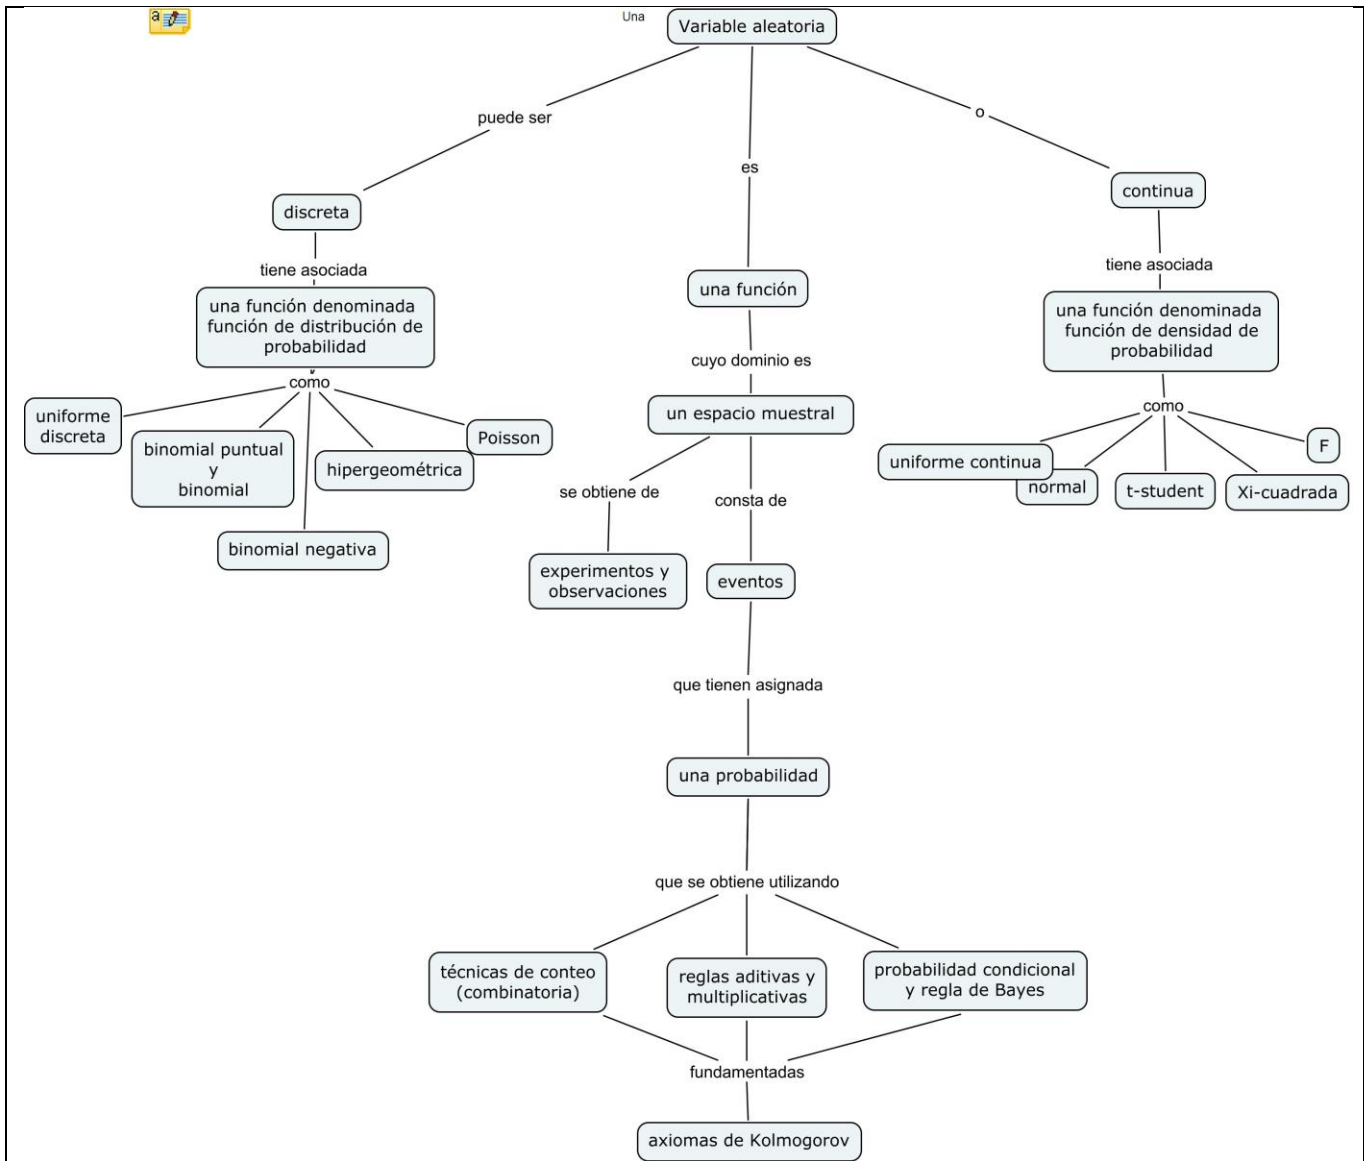 a
Una
Variable aleatoria
puede ser
o
es
discreta
continua
tiene asociada
una función denominada
función de distribución de
probabilidad
como
uniforme
discreta
binomial puntual
y
binomial
binomial negativa
hipergeométrica
Poisson
una función
cuyo dominio es
un espacio muestral
se obtiene de
consta de
experimentos y
observaciones
eventos
tiene asociada
una función denominada
función de densidad de
probabilidad
como
uniforme continua
normal
t-student
Xi-cuadrada
F
que tienen asignada
una probabilidad
que se obtiene utilizando
técnicas de conteo
(combinatoria)
reglas aditivas y
multiplicativas
probabilidad condicional
y regla de Bayes
fundamentadas
axiomas de Kolmogorov